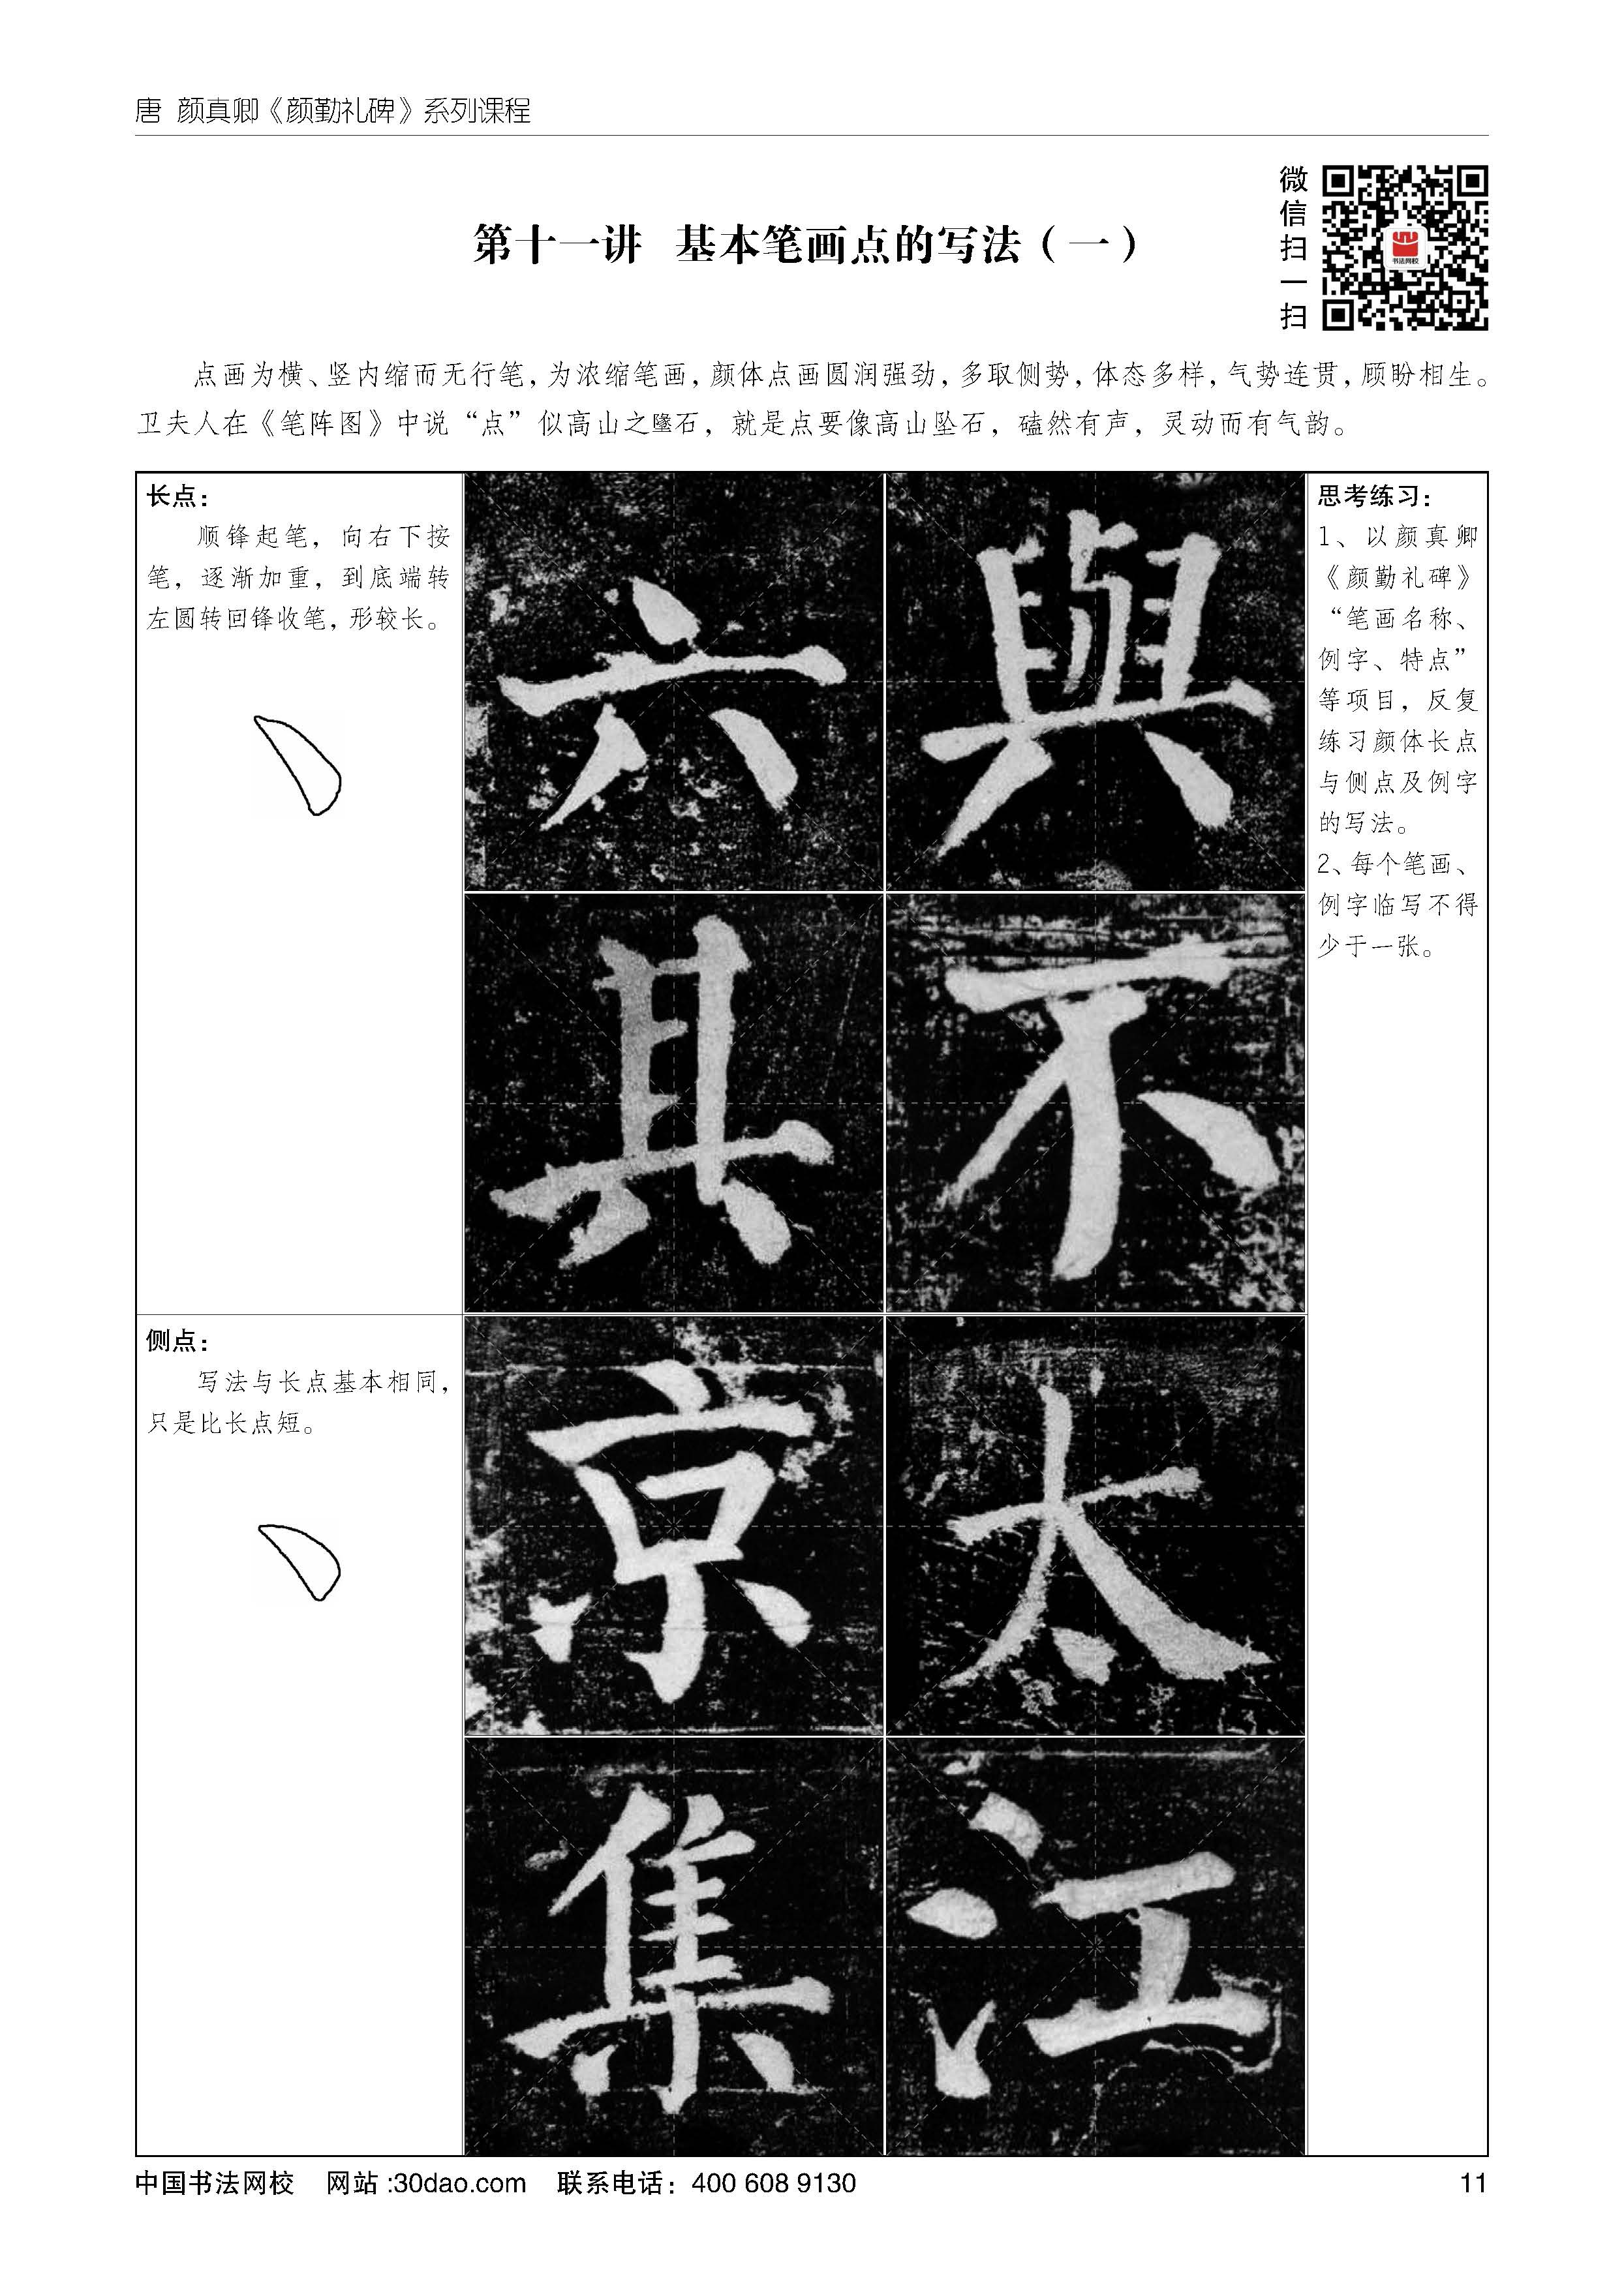 唐 颜真卿《颜勤礼碑》系列课程
微信扫一扫
书法网校
第十一讲 基本笔画点的写法（一）
点画为横、竖内缩而无行笔，为浓缩笔画，颜体点画圆润强劲，多取侧势，体态多样，气势连贯，顾盼相生。
卫夫人在《笔阵图》中说“点”似高山之墜石，就是点要像高山坠石，磕然有声，灵动而有气韵。
长点：
顺锋起笔，向右下按
笔，逐渐加重，到底端转
左圆转回锋收笔，形较长。
六與
其不
侧点：
写法与长点基本相同，
只是比长点短。
京太
集江
思考练习：
1、以颜真卿
《颜勤礼碑》
“笔画名称、
例字、特点”
等项目，反复
练习颜体长点
与侧点及例字
的写法。
2、每个笔画、
例字临写不得
少于一张。
中国书法网校 网站:30dao.com 联系电话：400 608 9130
11